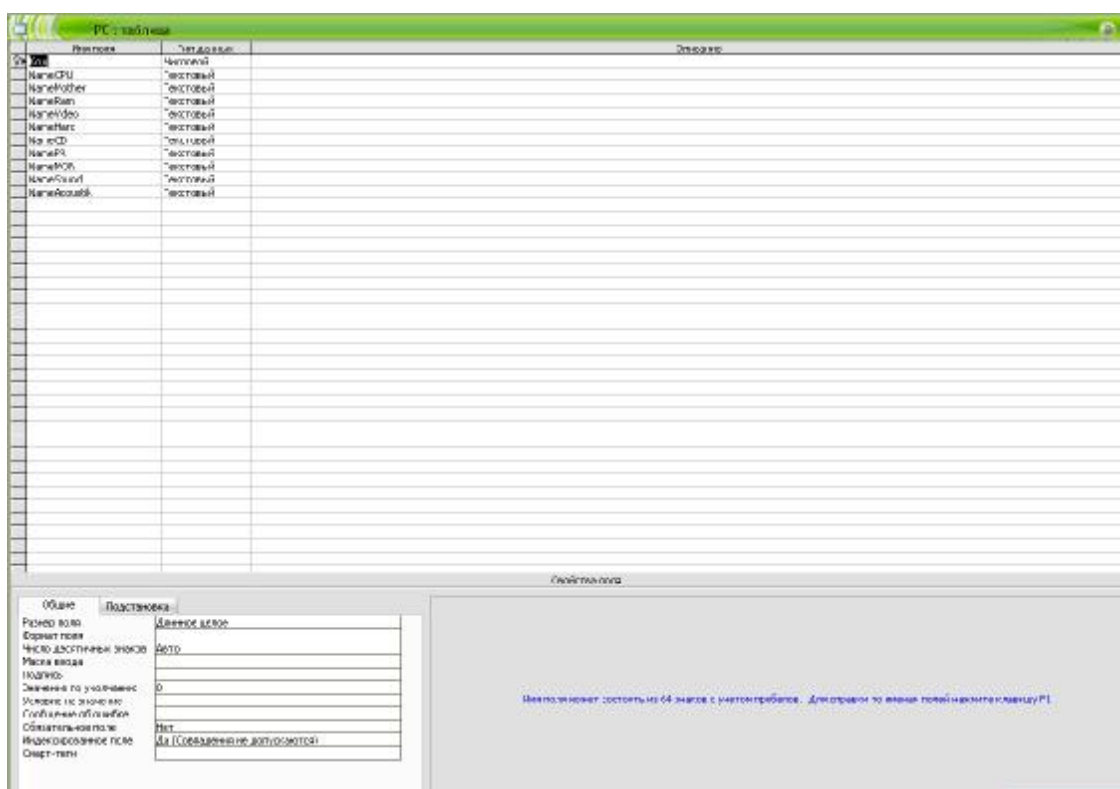 PC : таблица
Имя поля Тип данных Описание
Числовой
NameCPU Текстовый
NameMother Текстовый
NameRam Текстовый
NameVideo Текстовый
NameHard Текстовый
NameCD Текстовый
NameFR Текстовый
NameMON Текстовый
NameSound Текстовый
NameAcoustik Текстовый
Свойства поля
Общие Подстановка
Размер поля Длинное целое
Формат поля
Число десятичных знаков Авто
Маска ввода
Подпись
Значение по умолчанию 0
Условие на значение
Сообщение об ошибке
Обязательное поле Нет
Индексированное поле Да (Совпадения не допускаются)
Смарт-теги
Имя поля может состоять из 64 знаков с учетом пробелов. Для справки по именам полей нажмите клавишу F1.